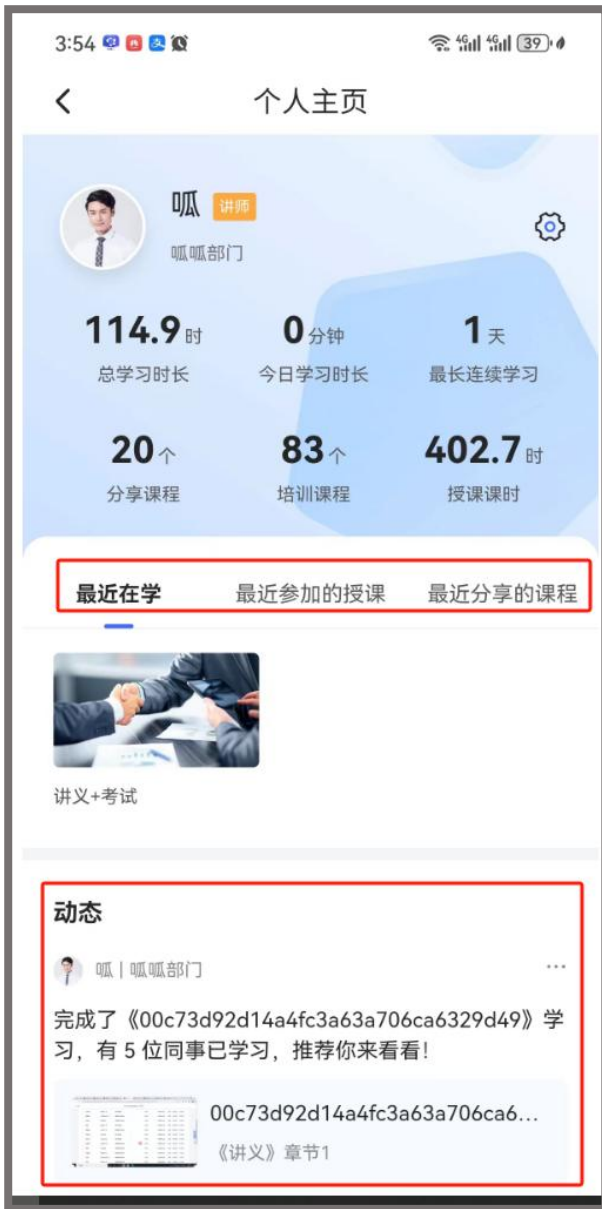 3:54 4G 4G 39
个人主页
呱 讲师
呱呱部门
114.9时 0分钟 1天
总学习时长 今日学习时长 最长连续学习
20个 83个 402.7时
分享课程 培训课程 授课课时
最近在学 最近参加的授课 最近分享的课程
讲义+考试
动态
呱 | 呱呱部门 ...
完成了《00c73d92d14a4fc3a63a706ca6329d49》学
习，有 5 位同事已学习，推荐你来看看！
00c73d92d14a4fc3a63a706ca6...
《讲义》章节1